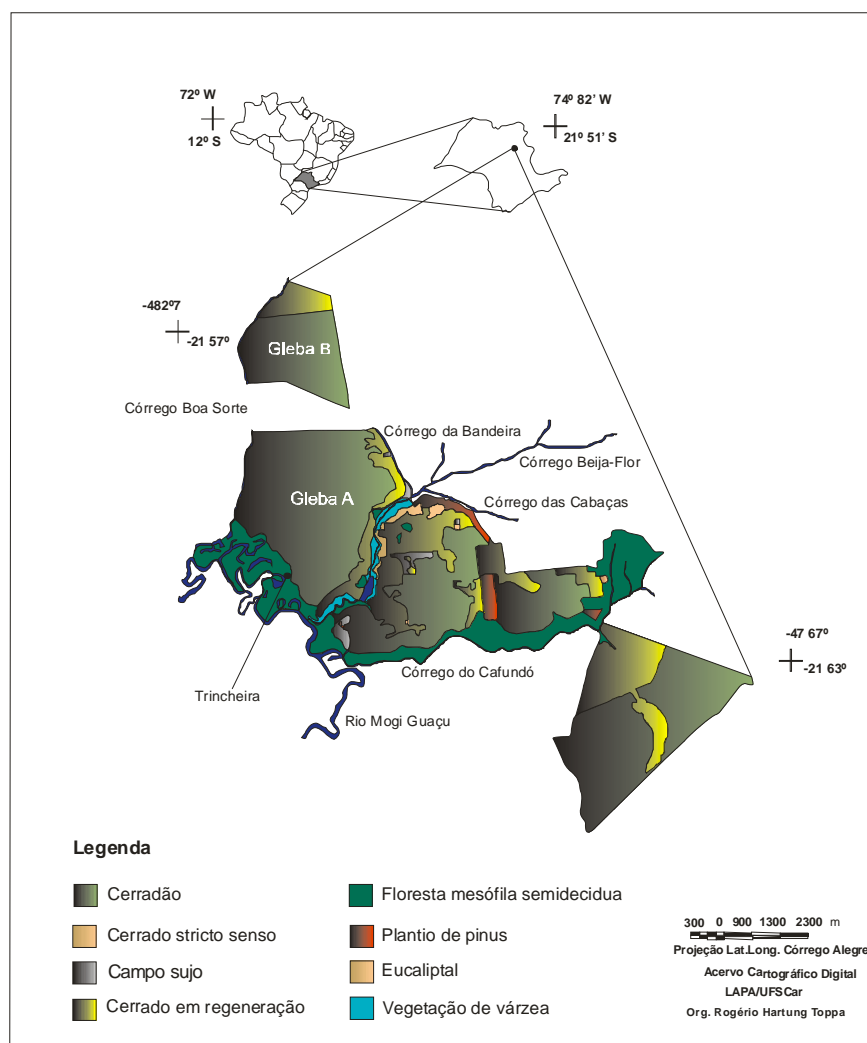 72º W
12º S
74º 82' W
21º 51' S
-482º7
-21 57º
Gleba B
Córrego Boa Sorte
Córrego da Bandeira
Córrego Beija-Flor
Gleba A
Córrego das Cabaças
-47 67º
-21 63º
Córrego do Cafundó
Trincheira
Rio Mogi Guaçu
Legenda
Cerradão
Cerrado stricto senso
Campo sujo
Cerrado em regeneração
Floresta mesófila semidecidua
Plantio de pinus
Eucaliptal
Vegetação de várzea
300 0 900 1300 2300 m
Projeção Lat.Long. Córrego Alegre
Acervo Cartográfico Digital
LAPA/UFSCar
Org. Rogério Hartung Toppa